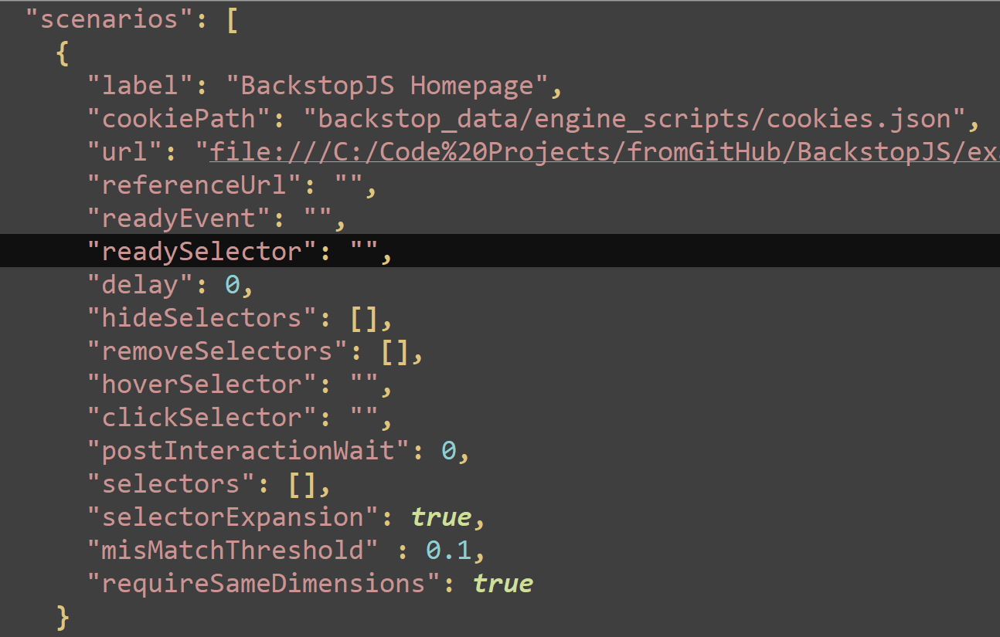 "scenarios": [
{
"label": "BackstopJS Homepage",
"cookiePath": "backstop_data/engine_scripts/cookies.json",
"url": "file:///C:/Code%20Projects/fromGitHub/BackstopJS/exa
"referenceUrl": "",
"readyEvent": "",
"readySelector": "",
"delay": 0,
"hideSelectors": [],
"removeSelectors": [],
"hoverSelector": "",
"clickSelector": "",
"postInteractionWait": 0,
"selectors": [],
"selectorExpansion": true,
"misMatchThreshold" : 0.1,
"requireSameDimensions": true
}